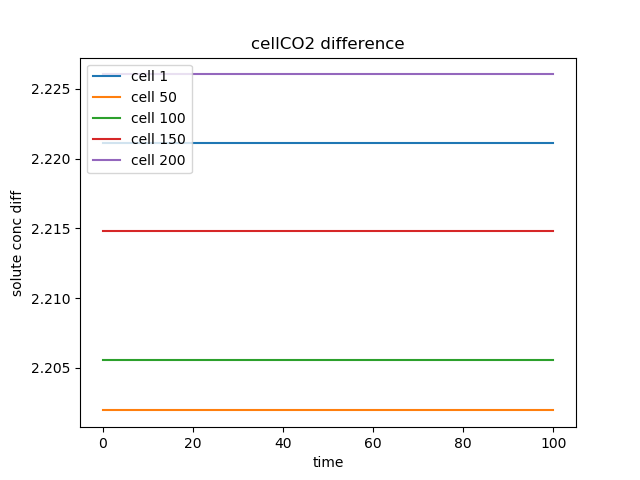 cellCO2 difference
cell 1
cell 50
cell 100
cell 150
cell 200
solute conc diff
2.225
2.220
2.215
2.210
2.205
0 20 40 60 80 100
time